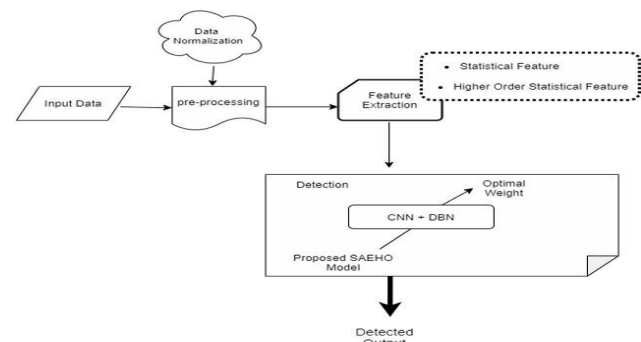 Data
Normalization
Input Data
pre-processing
Feature
Extraction
• Statistical Feature
• Higher Order Statistical Feature
Detection
Optimal
Weight
CNN + DBN
Proposed SAEHO
Model
Detected
Output